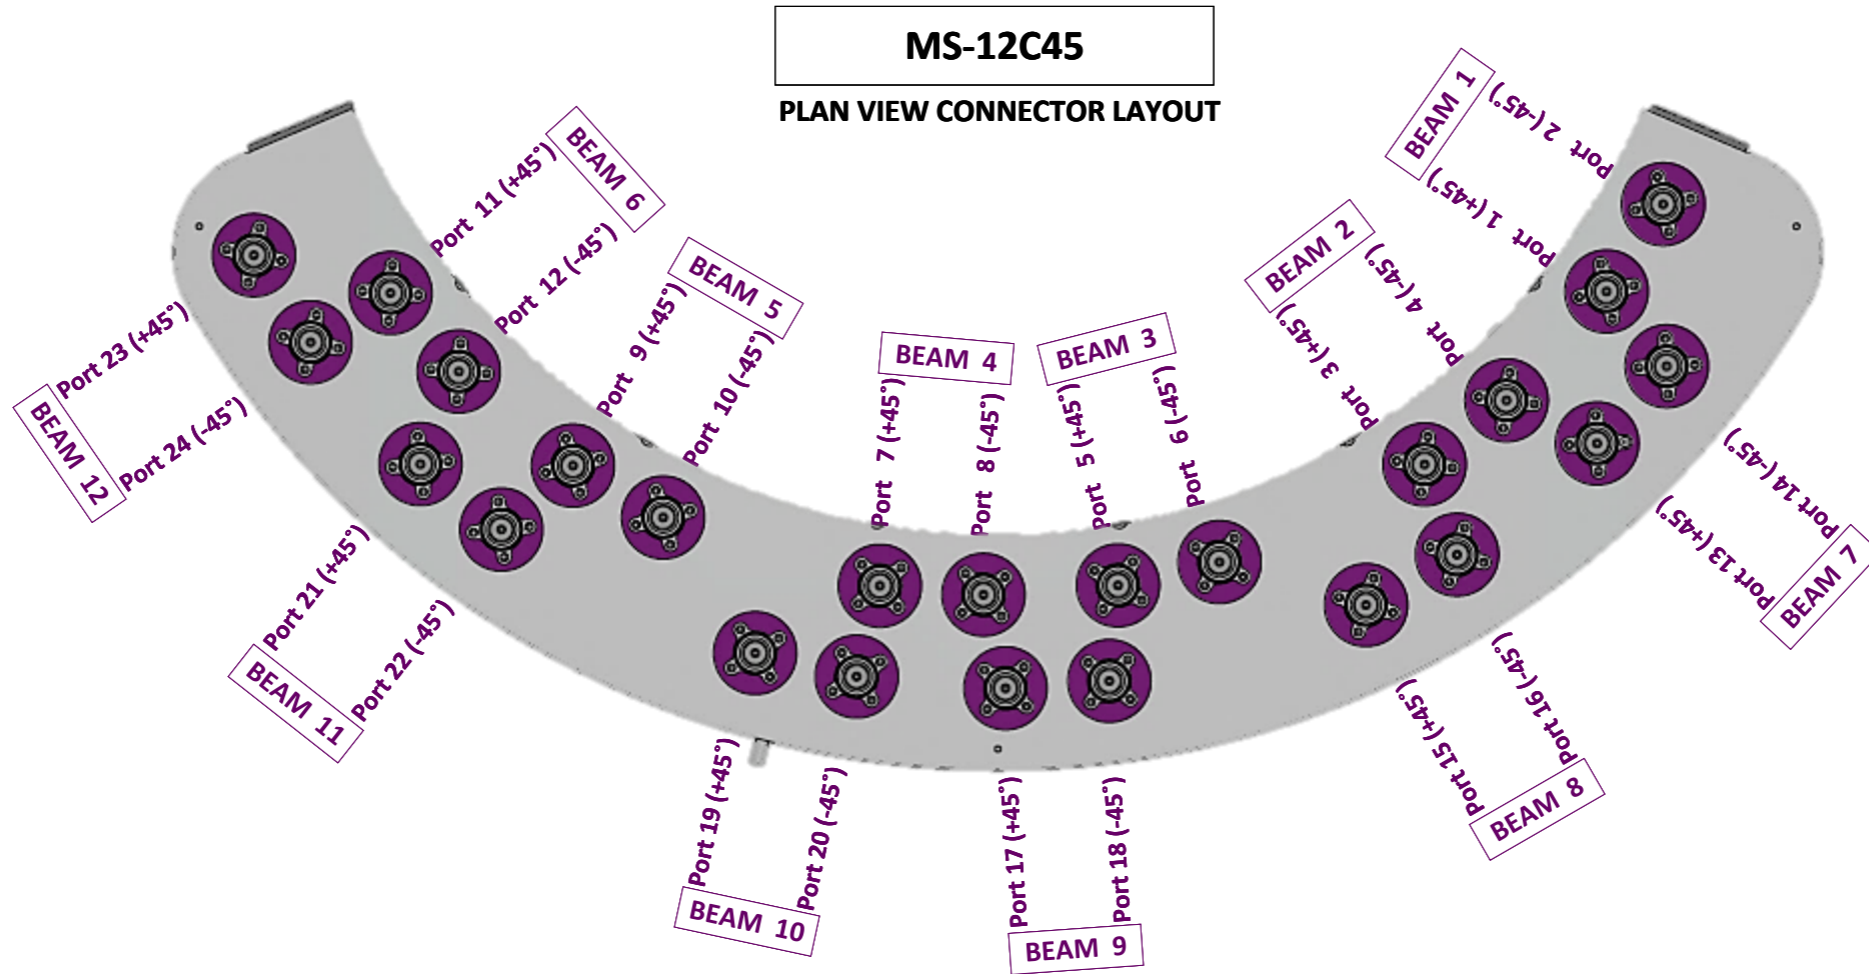 MS-12C45
PLAN VIEW CONNECTOR LAYOUT
BEAM 1
Port 2 (-45°)
Port 1 (+45°)
BEAM 2
Port 4 (-45°)
Port 3 (+45°)
BEAM 3
Port 5 (+45°)
Port 6 (-45°)
BEAM 4
Port 7 (+45°)
Port 8 (-45°)
BEAM 5
Port 9 (+45°)
Port 10 (-45°)
BEAM 6
Port 11 (+45°)
Port 12 (-45°)
Port 14 (-45°)
Port 13 (+45°)
BEAM 7
Port 16 (-45°)
Port 15 (+45°)
BEAM 8
Port 17 (+45°)
Port 18 (-45°)
BEAM 9
Port 19 (+45°)
Port 20 (-45°)
BEAM 10
Port 21 (+45°)
Port 22 (-45°)
BEAM 11
Port 23 (+45°)
Port 24 (-45°)
BEAM 12